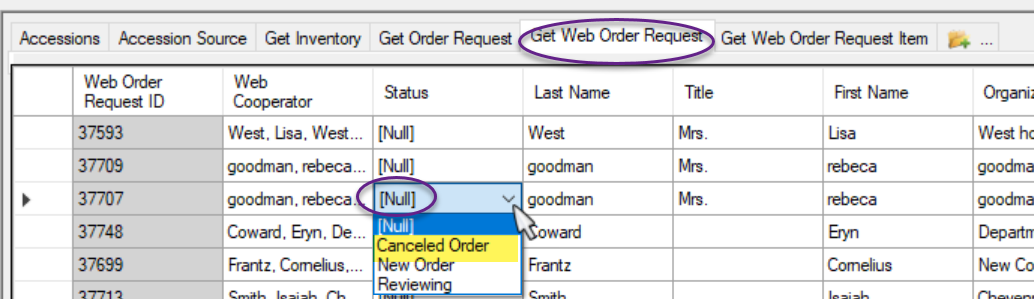 Accessions Accession Source Get Inventory Get Order Request Get Web Order Request Get Web Order Request Item ...
Web Order Request ID Web Cooperator Status Last Name Title First Name Organiz
37593 West, Lisa, West... [Null] West Mrs. Lisa West ho
37709 goodman, rebeca... [Null] goodman Mrs. rebeca goodma
37707 goodman, rebeca... [Null] goodman Mrs. rebeca goodma
[Null]
37748 Coward, Eryn, De... Canceled Order Coward Eryn Departm
New Order
37699 Frantz, Cornelius,... Frantz Cornelius New Co
Reviewing
37713 Smith, Isaiah, Ch... Smith Isaiah Cheyen